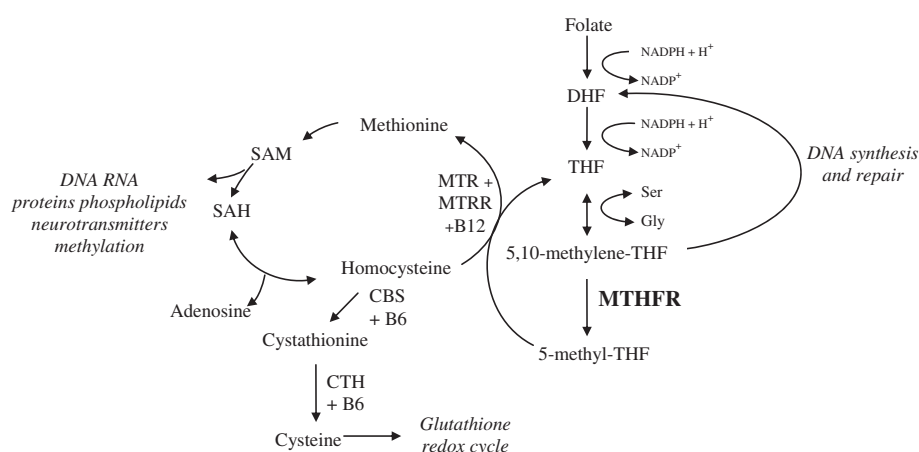 Folate
NADPH + H+
NADP+
DHF
NADPH + H+
NADP+
THF
Ser
Gly
5,10-methylene-THF
MTHFR
5-methyl-THF
DNA synthesis
and repair
Methionine
MTR +
MTRR
+B12
SAM
DNA RNA
proteins phospholipids
neurotransmitters
methylation
SAH
Homocysteine
Adenosine
CBS
+ B6
Cystathionine
CTH
+ B6
Cysteine
Glutathione
redox cycle